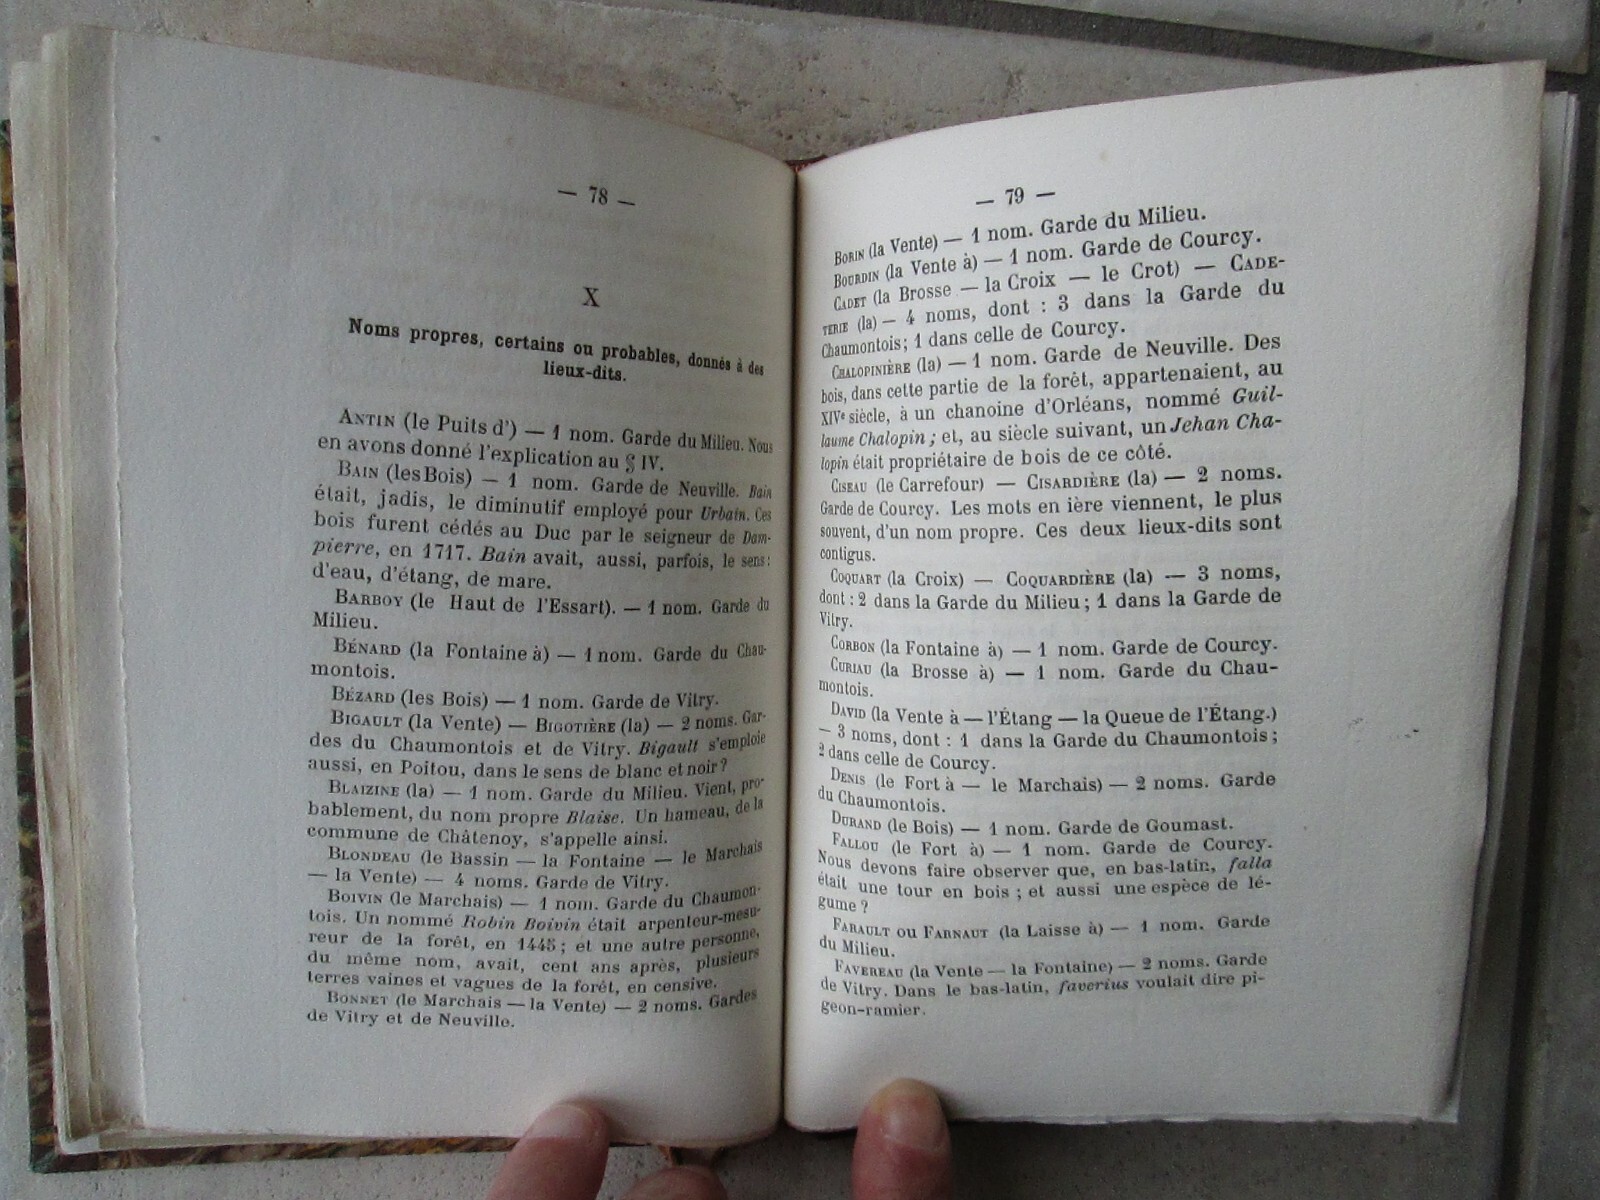 — 78 —
X
Noms propres, certains ou probables, donnés à des
lieux-dits.
ANTIN (le Puits d') — 1 nom. Garde du Milieu. Nous
en avons donné l'explication au § IV.
BAIN (les Bois) — 1 nom. Garde de Neuville. Bain
était, jadis, le diminutif employé pour Urbain. Ces
bois furent cédés au Duc par le seigneur de Dam-
pierre, en 1717. Bain avait, aussi, parfois, le sens:
d'eau, d'étang, de mare.
BARBOY (le Haut de l'Essart). — 1 nom. Garde du
Milieu.
BÉNARD (la Fontaine à) — 1 nom. Garde du Chau-
montois.
BÉZARD (les Bois) — 1 nom. Garde de Vitry.
BIGAULT (la Vente) — BIGOTIÈRE (la) — 2 noms. Gar-
des du Chaumontois et de Vitry. Bigault s'emploie
aussi, en Poitou, dans le sens de blanc et noir?
BLAIZINE (la) — 1 nom. Garde du Milieu. Vient, pro-
bablement, du nom propre Blaise. Un hameau, de la
commune de Châtenoy, s'appelle ainsi.
BLONDEAU (le Bassin — la Fontaine — le Marchais
— la Vente) — 4 noms. Garde de Vitry.
BOIVIN (le Marchais) — 1 nom. Garde du Chaumon-
tois. Un nommé Robin Boivin était arpenteur-mesu-
reur de la forêt, en 1445; et une autre personne,
du même nom, avait, cent ans après, plusieurs
terres vaines et vagues de la forêt, en censive.
BONNET (le Marchais — la Vente) — 2 noms. Gardes
de Vitry et de Neuville.
— 79 —
BORIN (la Vente) — 1 nom. Garde du Milieu.
BOURDIN (la Vente à) — 1 nom. Garde de Courcy.
CADET (la Brosse — la Croix — le Crot) — CADE-
TERIE (la) — 4 noms, dont : 3 dans la Garde du
Chaumontois; 1 dans celle de Courcy.
CHALOPINIÈRE (la) — 1 nom. Garde de Neuville. Des
bois, dans cette partie de la forêt, appartenaient, au
XIVe siècle, à un chanoine d'Orléans, nommé Guil-
laume Chalopin; et, au siècle suivant, un Jehan Cha-
lopin était propriétaire de bois de ce côté.
CISEAU (le Carrefour) — CISARDIÈRE (la) — 2 noms.
Garde de Courcy. Les mots en ière viennent, le plus
souvent, d'un nom propre. Ces deux lieux-dits sont
contigus.
COQUART (la Croix) — COQUARDIÈRE (la) — 3 noms,
dont : 2 dans la Garde du Milieu; 1 dans la Garde de
Vitry.
CORBON (la Fontaine à) — 1 nom. Garde de Courcy.
CURIAU (la Brosse à) — 1 nom. Garde du Chau-
montois.
DAVID (la Vente à — l'Étang — la Queue de l'Étang.)
— 3 noms, dont : 1 dans la Garde du Chaumontois;
2 dans celle de Courcy.
DENIS (le Fort à — le Marchais) — 2 noms. Garde
du Chaumontois.
DURAND (le Bois) — 1 nom. Garde de Goumast.
FALLOU (le Fort à) — 1 nom. Garde de Courcy.
Nous devons faire observer que, en bas-latin, falla
était une tour en bois; et aussi une espèce de lé-
gume?
FARAULT OU FARNAUT (la Laisse à) — 1 nom. Garde
du Milieu.
FAVEREAU (la Vente — la Fontaine) — 2 noms. Garde
de Vitry. Dans le bas-latin, faverius voulait dire pi-
geon-ramier.